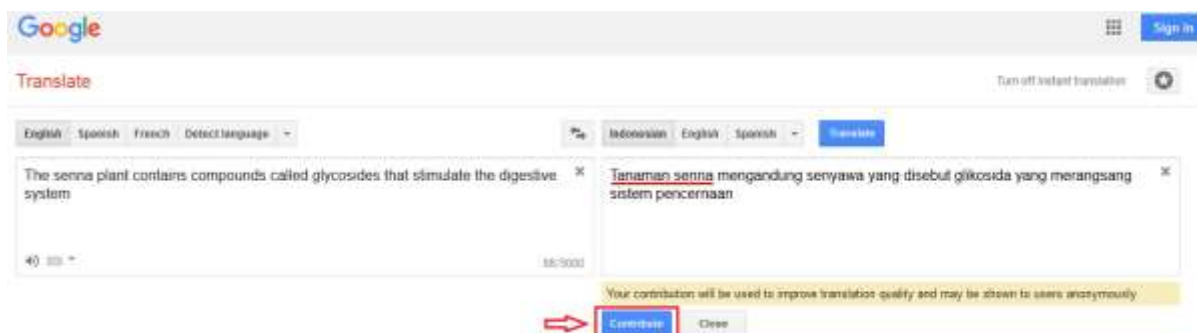 Google
Sign in
Translate
Turn off instant translation
English Spanish French Detect language
Indonesian English Spanish Translate
The senna plant contains compounds called glycosides that stimulate the digestive
system
Tanaman senna mengandung senyawa yang disebut glikosida yang merangsang
sistem pencernaan
Your contribution will be used to improve translation quality and may be shown to users anonymously
Contribute Close